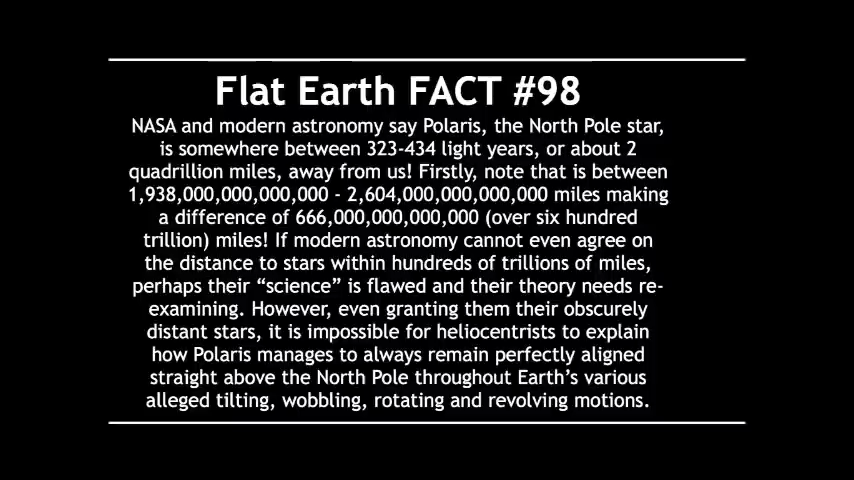 Flat Earth FACT #98
NASA and modern astronomy say Polaris, the North Pole star,
is somewhere between 323-434 light years, or about 2
quadrillion miles, away from us! Firstly, note that is between
1,938,000,000,000,000 - 2,604,000,000,000,000 miles making
a difference of 666,000,000,000,000 (over six hundred
trillion) miles! If modern astronomy cannot even agree on
the distance to stars within hundreds of trillions of miles,
perhaps their “science” is flawed and their theory needs re-
examining. However, even granting them their obscurely
distant stars, it is impossible for heliocentrists to explain
how Polaris manages to always remain perfectly aligned
straight above the North Pole throughout Earth’s various
alleged tilting, wobbling, rotating and revolving motions.